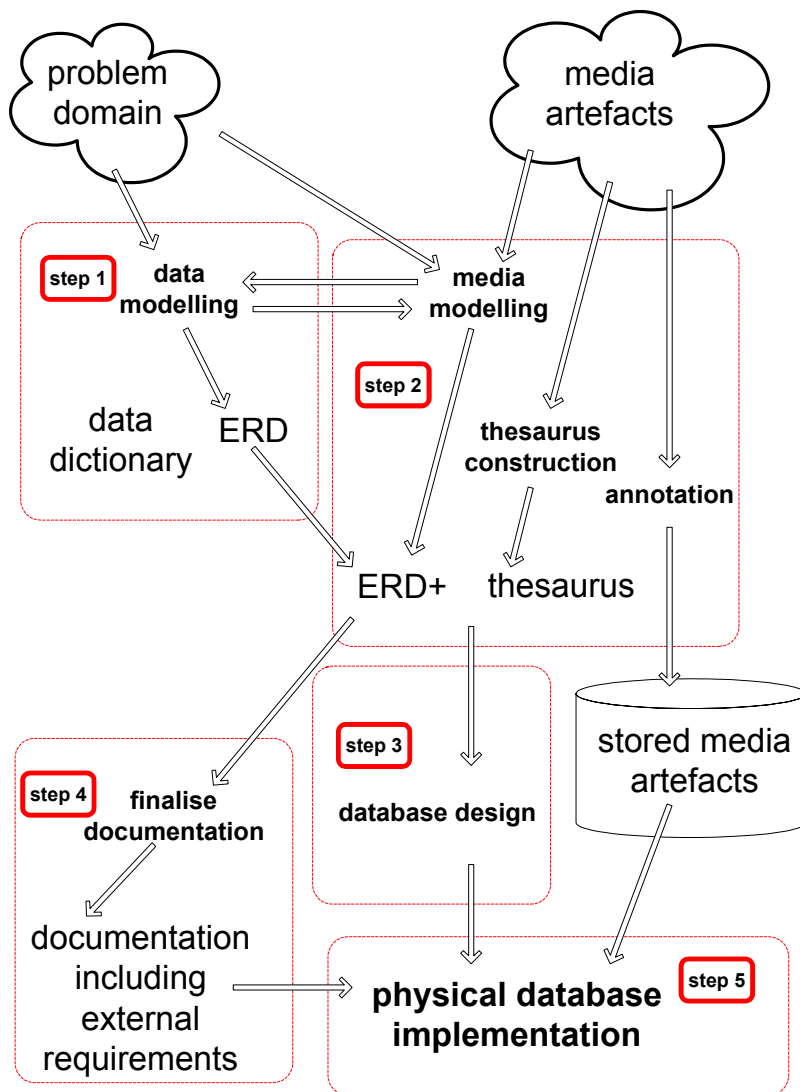 problem
domain
media
artefacts
step 1
data
modelling
media
modelling
step 2
data
dictionary
ERD
thesaurus
construction
annotation
ERD+
thesaurus
step 3
database design
stored media
artefacts
step 4
finalise
documentation
documentation
including
external
requirements
physical database
implementation
step 5